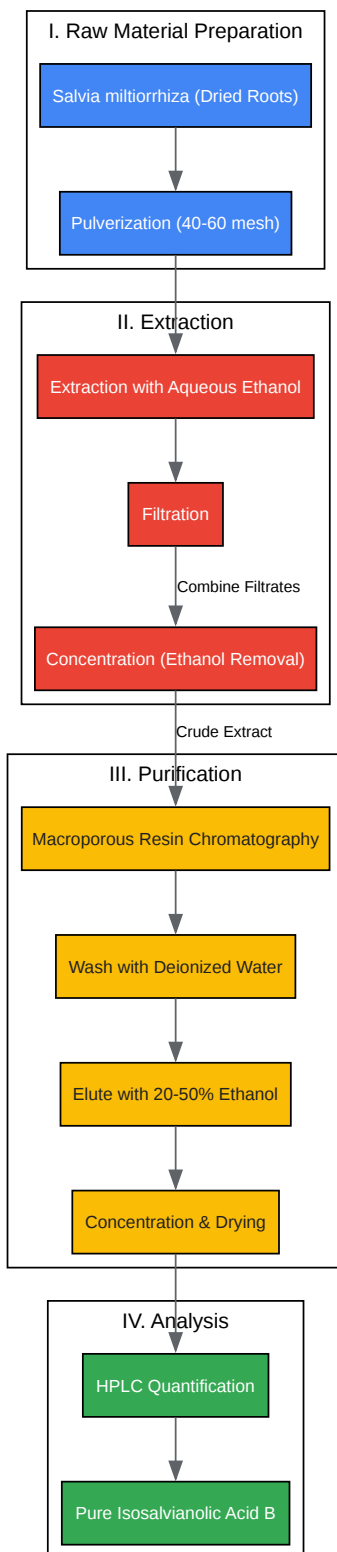 I. Raw Material Preparation
Salvia miltiorrhiza (Dried Roots)
Pulverization (40-60 mesh)
II. Extraction
Extraction with Aqueous Ethanol
Filtration
Combine Filtrates
Concentration (Ethanol Removal)
Crude Extract
III. Purification
Macroporous Resin Chromatography
Wash with Deionized Water
Elute with 20-50% Ethanol
Concentration & Drying
IV. Analysis
HPLC Quantification
Pure Isosalvianolic Acid B